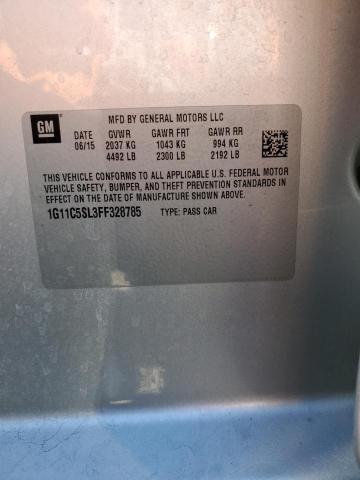 GM
MFD BY GENERAL MOTORS LLC
DATE GVWR GAWR FRT GAWR RR
06/15 2037 KG 1043 KG 994 KG
4492 LB 2300 LB 2192 LB
THIS VEHICLE CONFORMS TO ALL APPLICABLE U.S. FEDERAL MOTOR
VEHICLE SAFETY, BUMPER, AND THEFT PREVENTION STANDARDS IN
EFFECT ON THE DATE OF MANUFACTURE SHOWN ABOVE.
1G11C5SL3FF328785 TYPE: PASS CAR